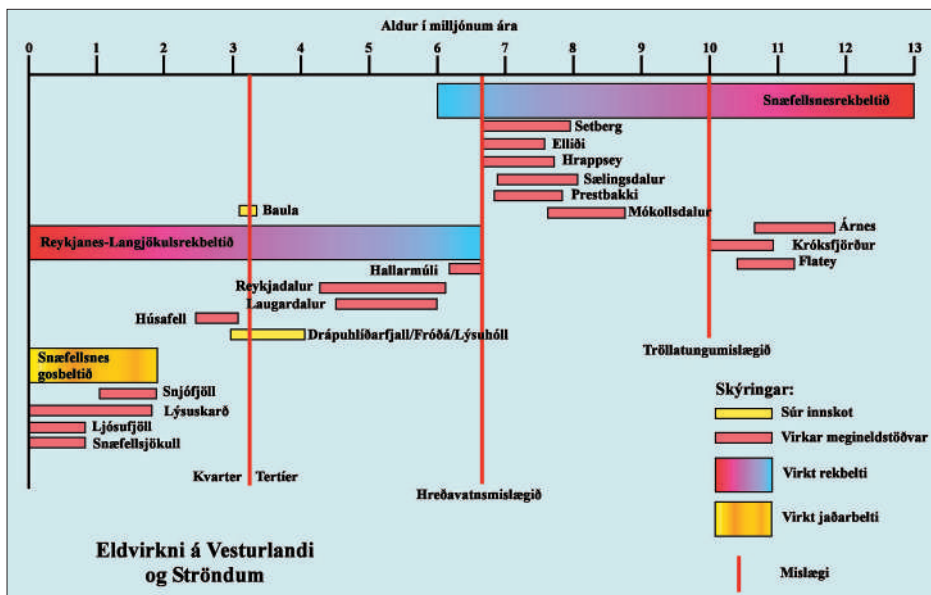 Aldur í milljónum ára
0 1 2 3 4 5 6 7 8 9 10 11 12 13
Snæfellsnesrekbeltið
Setberg
Elliði
Hrappsey
Sælingsdalur
Prestbakki
Mókollsdalur
Baula
Árnes
Reykjanes-Langjökulsrekbeltið
Króksfjörður
Flatey
Hallarmúli
Reykjadalur
Laugardalur
Húsafell
Drápuhlíðarfjall/Fróðá/Lýsuhóll
Tröllatungumislægið
Snæfellsnes
gosbeltið
Snjófjöll
Lýsuskarð
Ljósufjöll
Snæfellsjökull
Kvarter Tertíer
Hreðavatnsmislægið
Skýringar:
Súr innskot
Virkar megineldstöðvar
Virkt rekbelti
Virkt jaðarbelti
Mislægi
Eldvirkni á Vesturlandi
og Ströndum